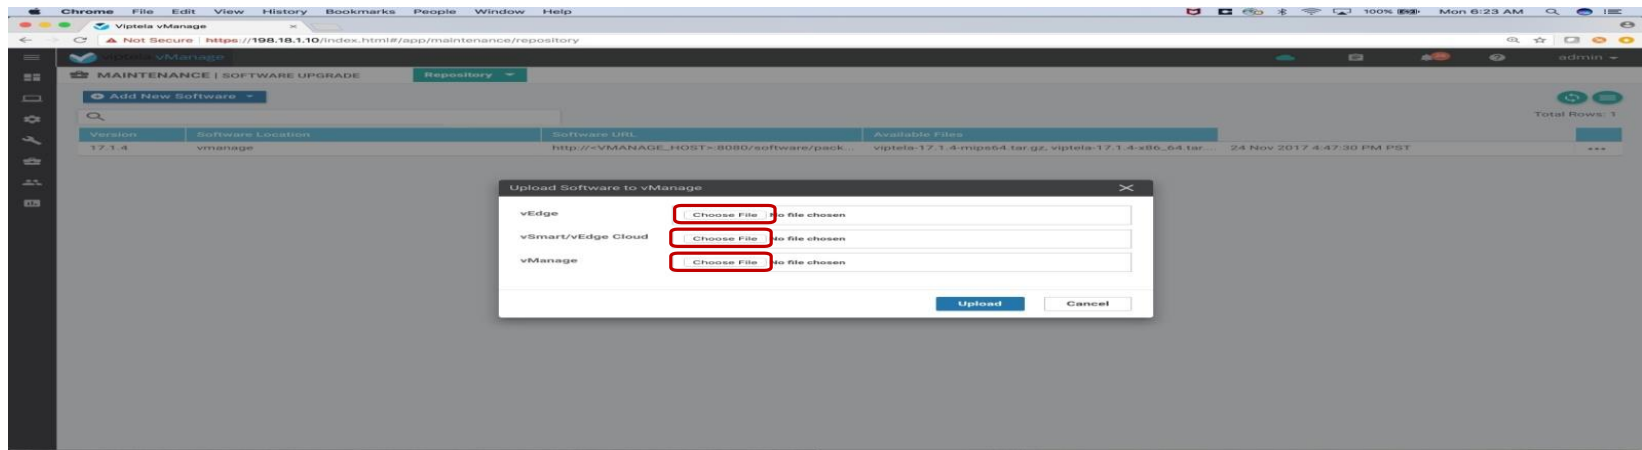 Chrome File Edit View History Bookmarks People Window Help 100% Mon 6:23 AM
Viptela vManage
Not Secure https://198.18.1.10/index.html#/app/maintenance/repository
vManage admin
MAINTENANCE | SOFTWARE UPGRADE Repository
Add New Software
Total Rows: 1
Version Software Location Software URL Available Files
17.1.4 vmanage http://<VMANAGE_HOST>:8080/software/pack... viptela-17.1.4-mips64.tar.gz, viptela-17.1.4-x86_64.tar.... 24 Nov 2017 4:47:30 PM PST
Upload Software to vManage
vEdge Choose File No file chosen
vSmart/vEdge Cloud Choose File No file chosen
vManage Choose File No file chosen
Upload Cancel